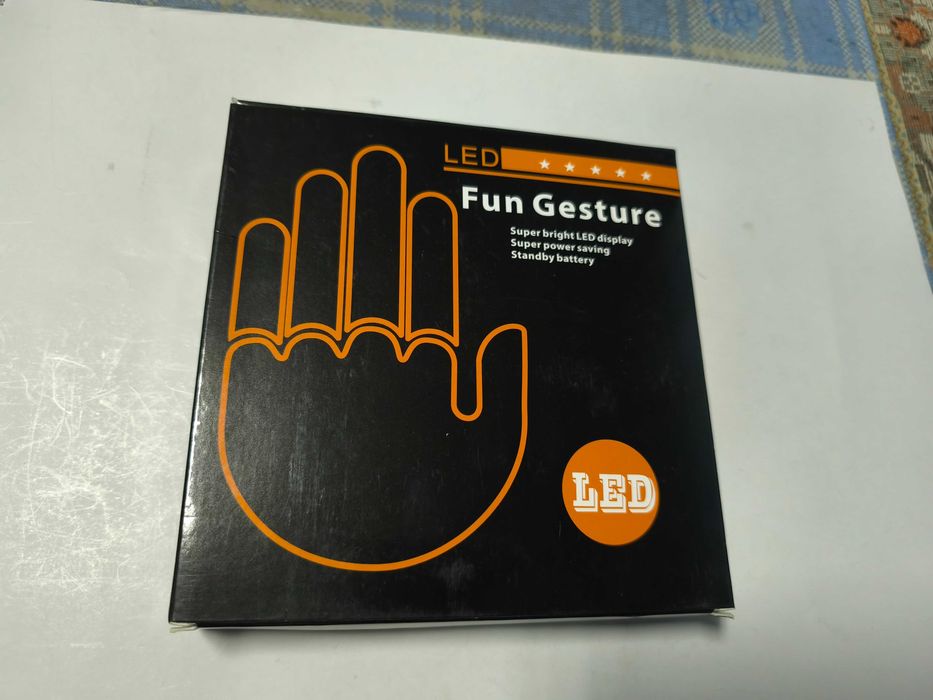 LED
Fun Gesture
Super bright LED display
Super power saving
Standby battery
LED